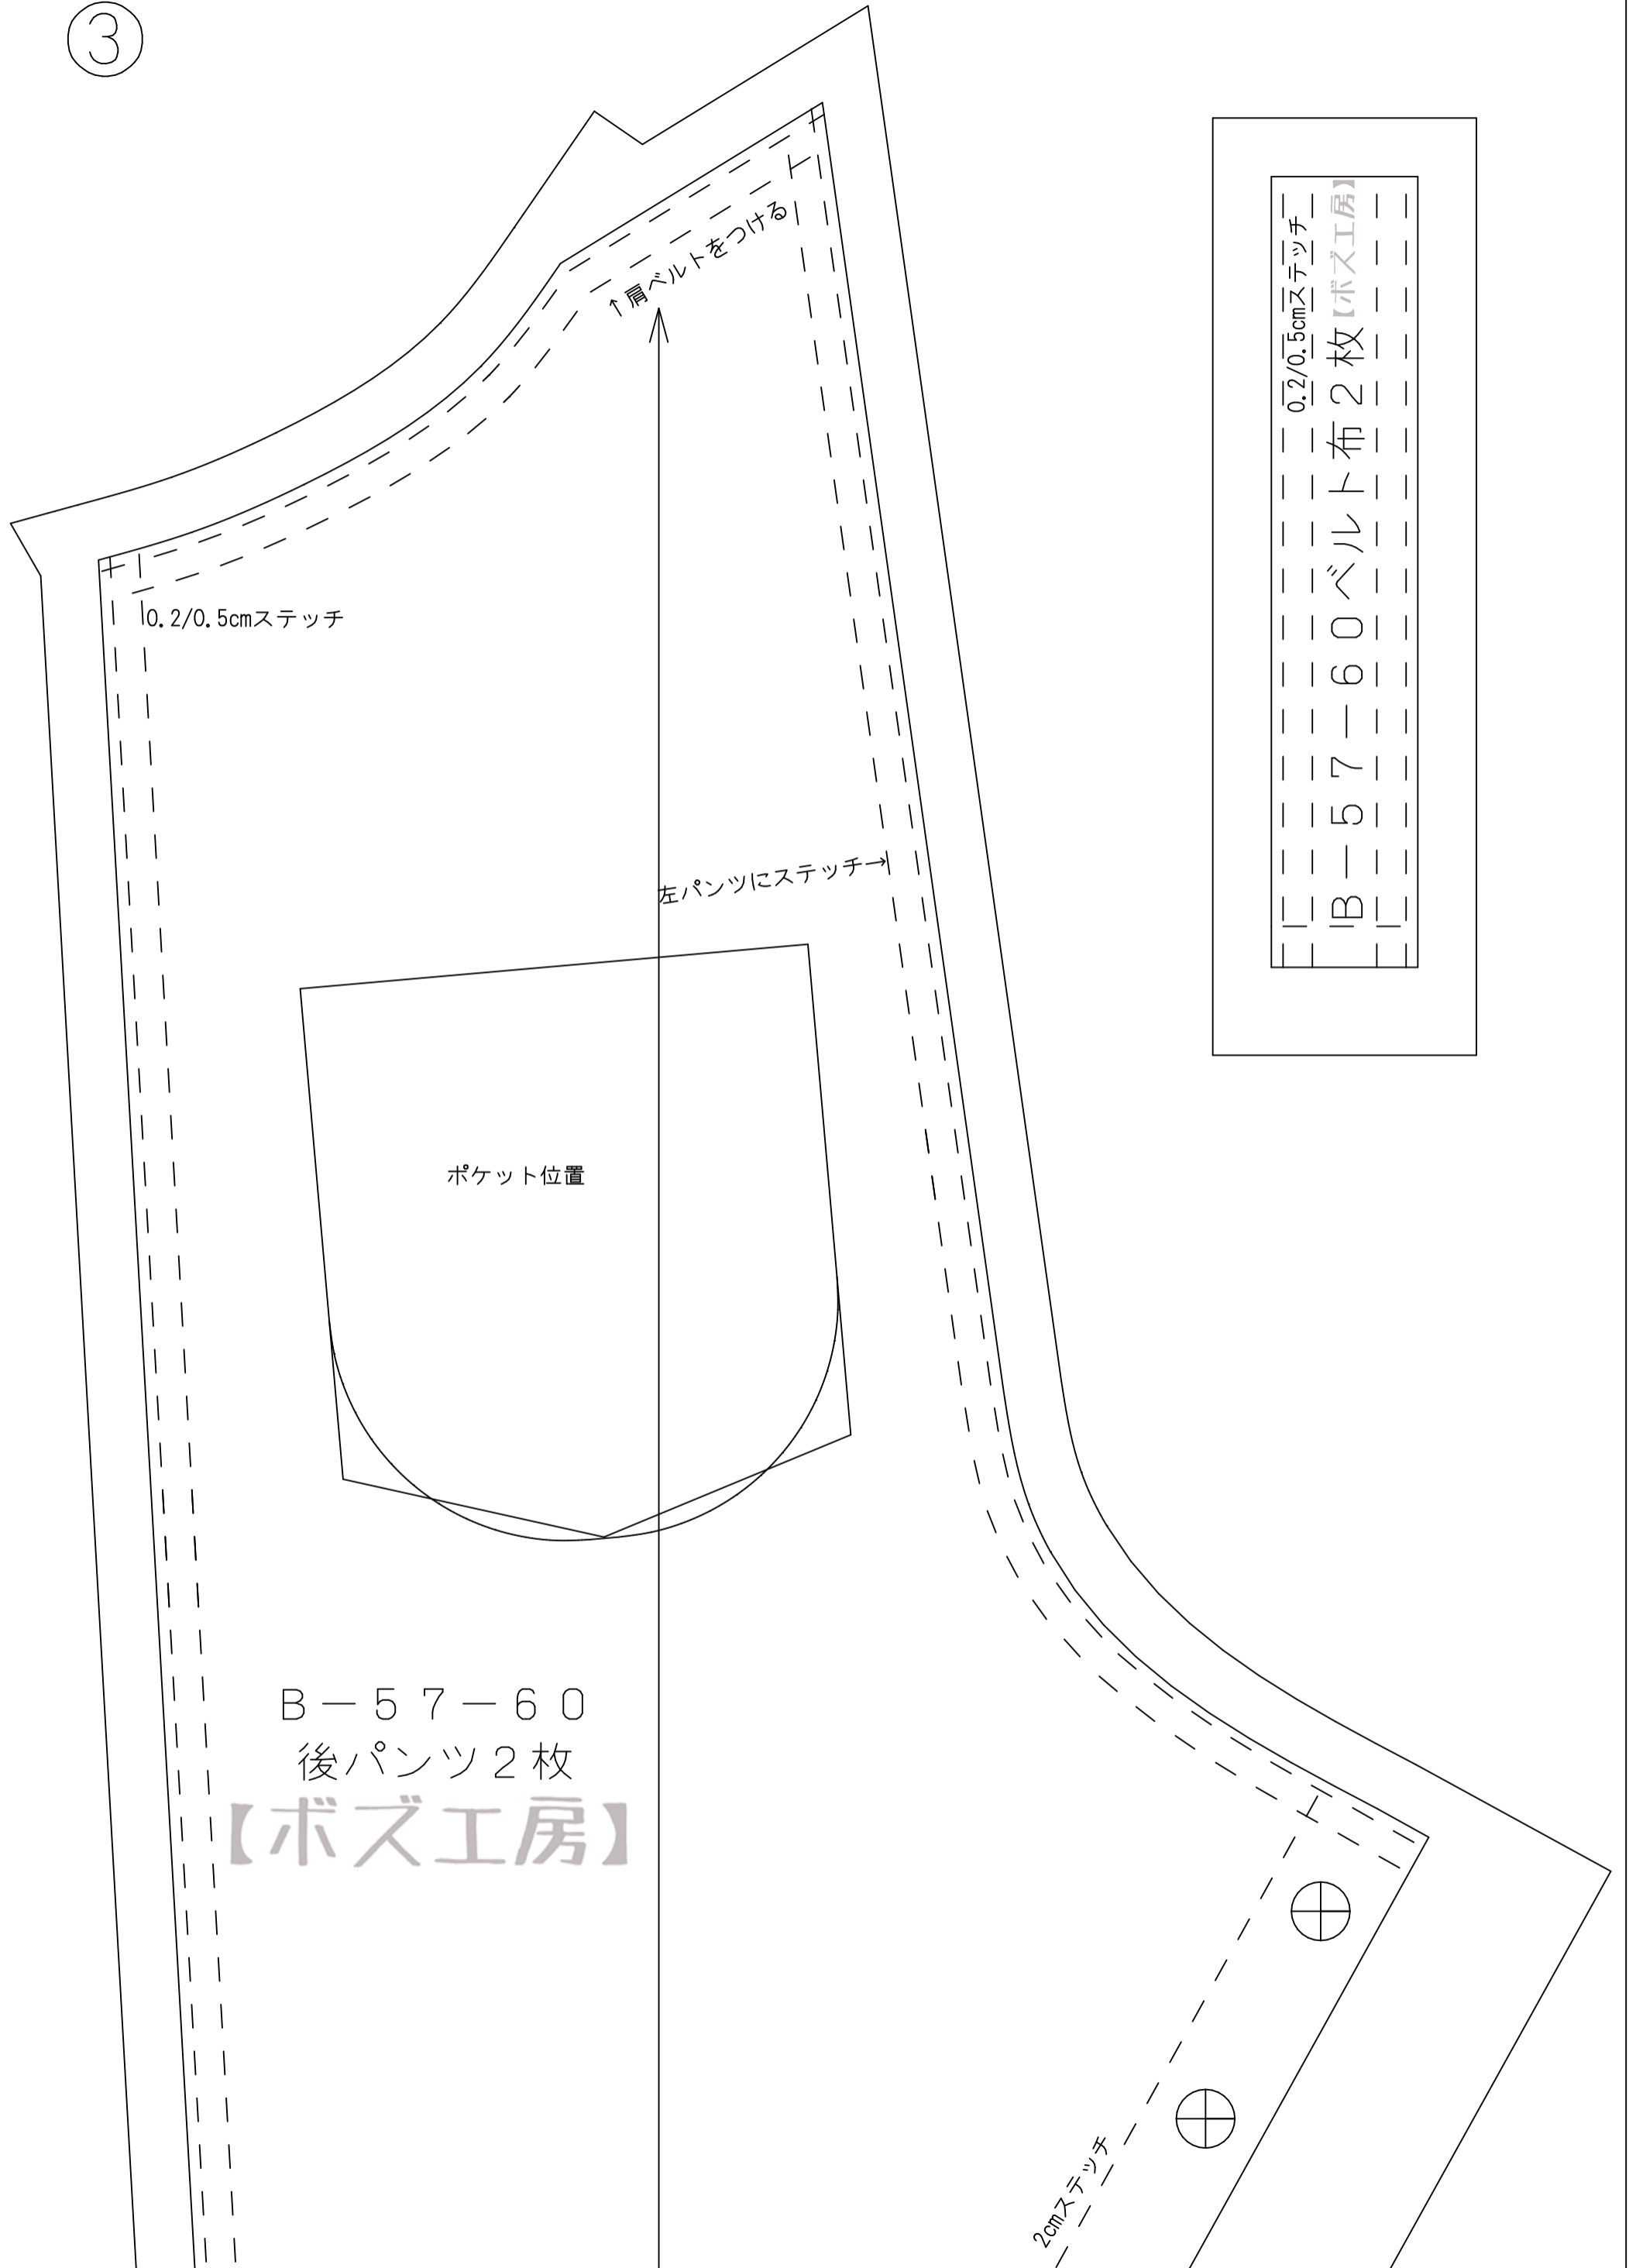 ③
↑肩ベルトをつける
0.2/0.5cmステッチ
左パンツにステッチ→
ポケット位置
B－57－60
後パンツ2枚
【ボズ工房】
2cmステッチ
0.2/0.5cmステッチ
B－57－60ベルト布2枚【ボズ工房】